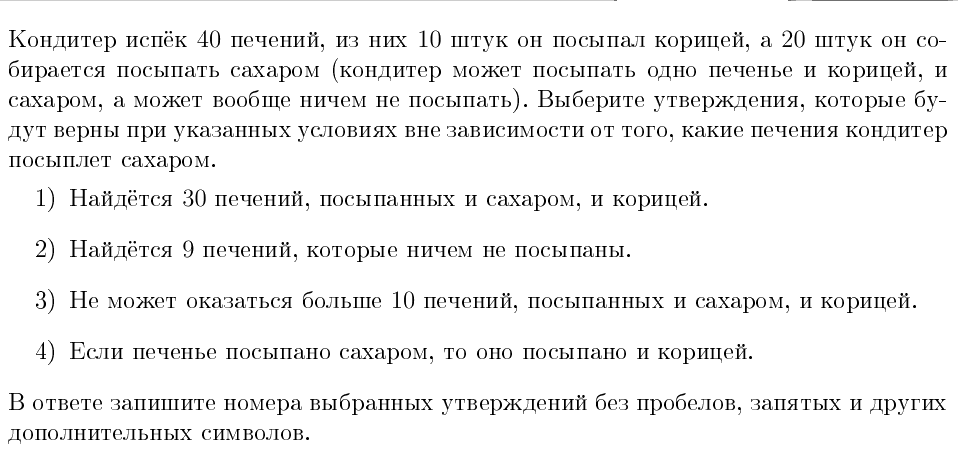 Кондитер испёк 40 печений, из них 10 штук он посыпал корицей, а 20 штук он со-
бирается посыпать сахаром (кондитер может посыпать одно печенье и корицей, и
сахаром, а может вообще ничем не посыпать). Выберите утверждения, которые бу-
дут верны при указанных условиях вне зависимости от того, какие печения кондитер
посыплет сахаром.
1) Найдётся 30 печений, посыпанных и сахаром, и корицей.
2) Найдётся 9 печений, которые ничем не посыпаны.
3) Не может оказаться больше 10 печений, посыпанных и сахаром, и корицей.
4) Если печенье посыпано сахаром, то оно посыпано и корицей.
В ответе запишите номера выбранных утверждений без пробелов, запятых и других
дополнительных символов.